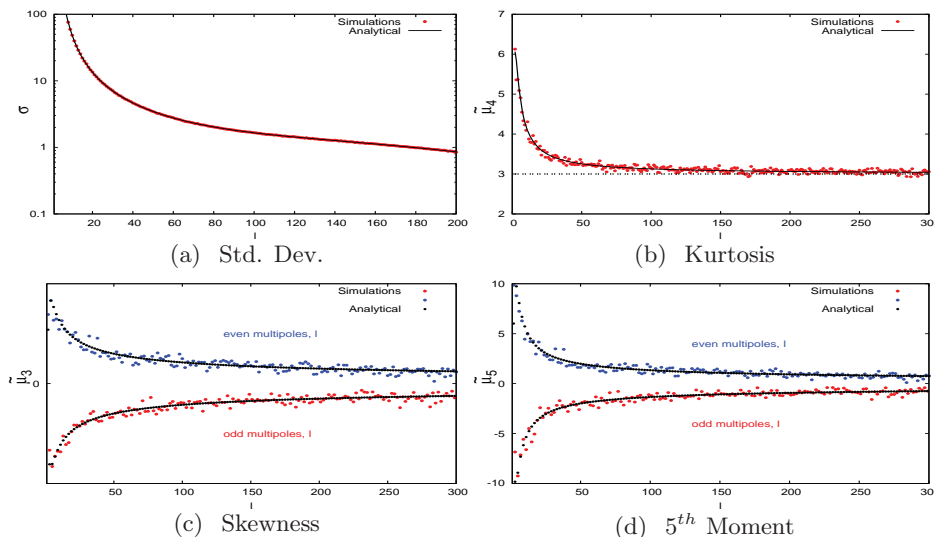 100
10
1
0.1
σ
Simulations
Analytical
20 40 60 80 100 120 140 160 180 200
l
(a) Std. Dev.
7
6
5
4
3
2
μ̃4
Simulations
Analytical
0 50 100 150 200 250 300
l
(b) Kurtosis
0
μ̃3
Simulations
Analytical
even multipoles, l
odd multipoles, l
50 100 150 200 250 300
l
(c) Skewness
10
5
0
-5
-10
μ̃5
Simulations
Analytical
even multipoles, l
odd multipoles, l
50 100 150 200 250 300
l
(d) 5th Moment